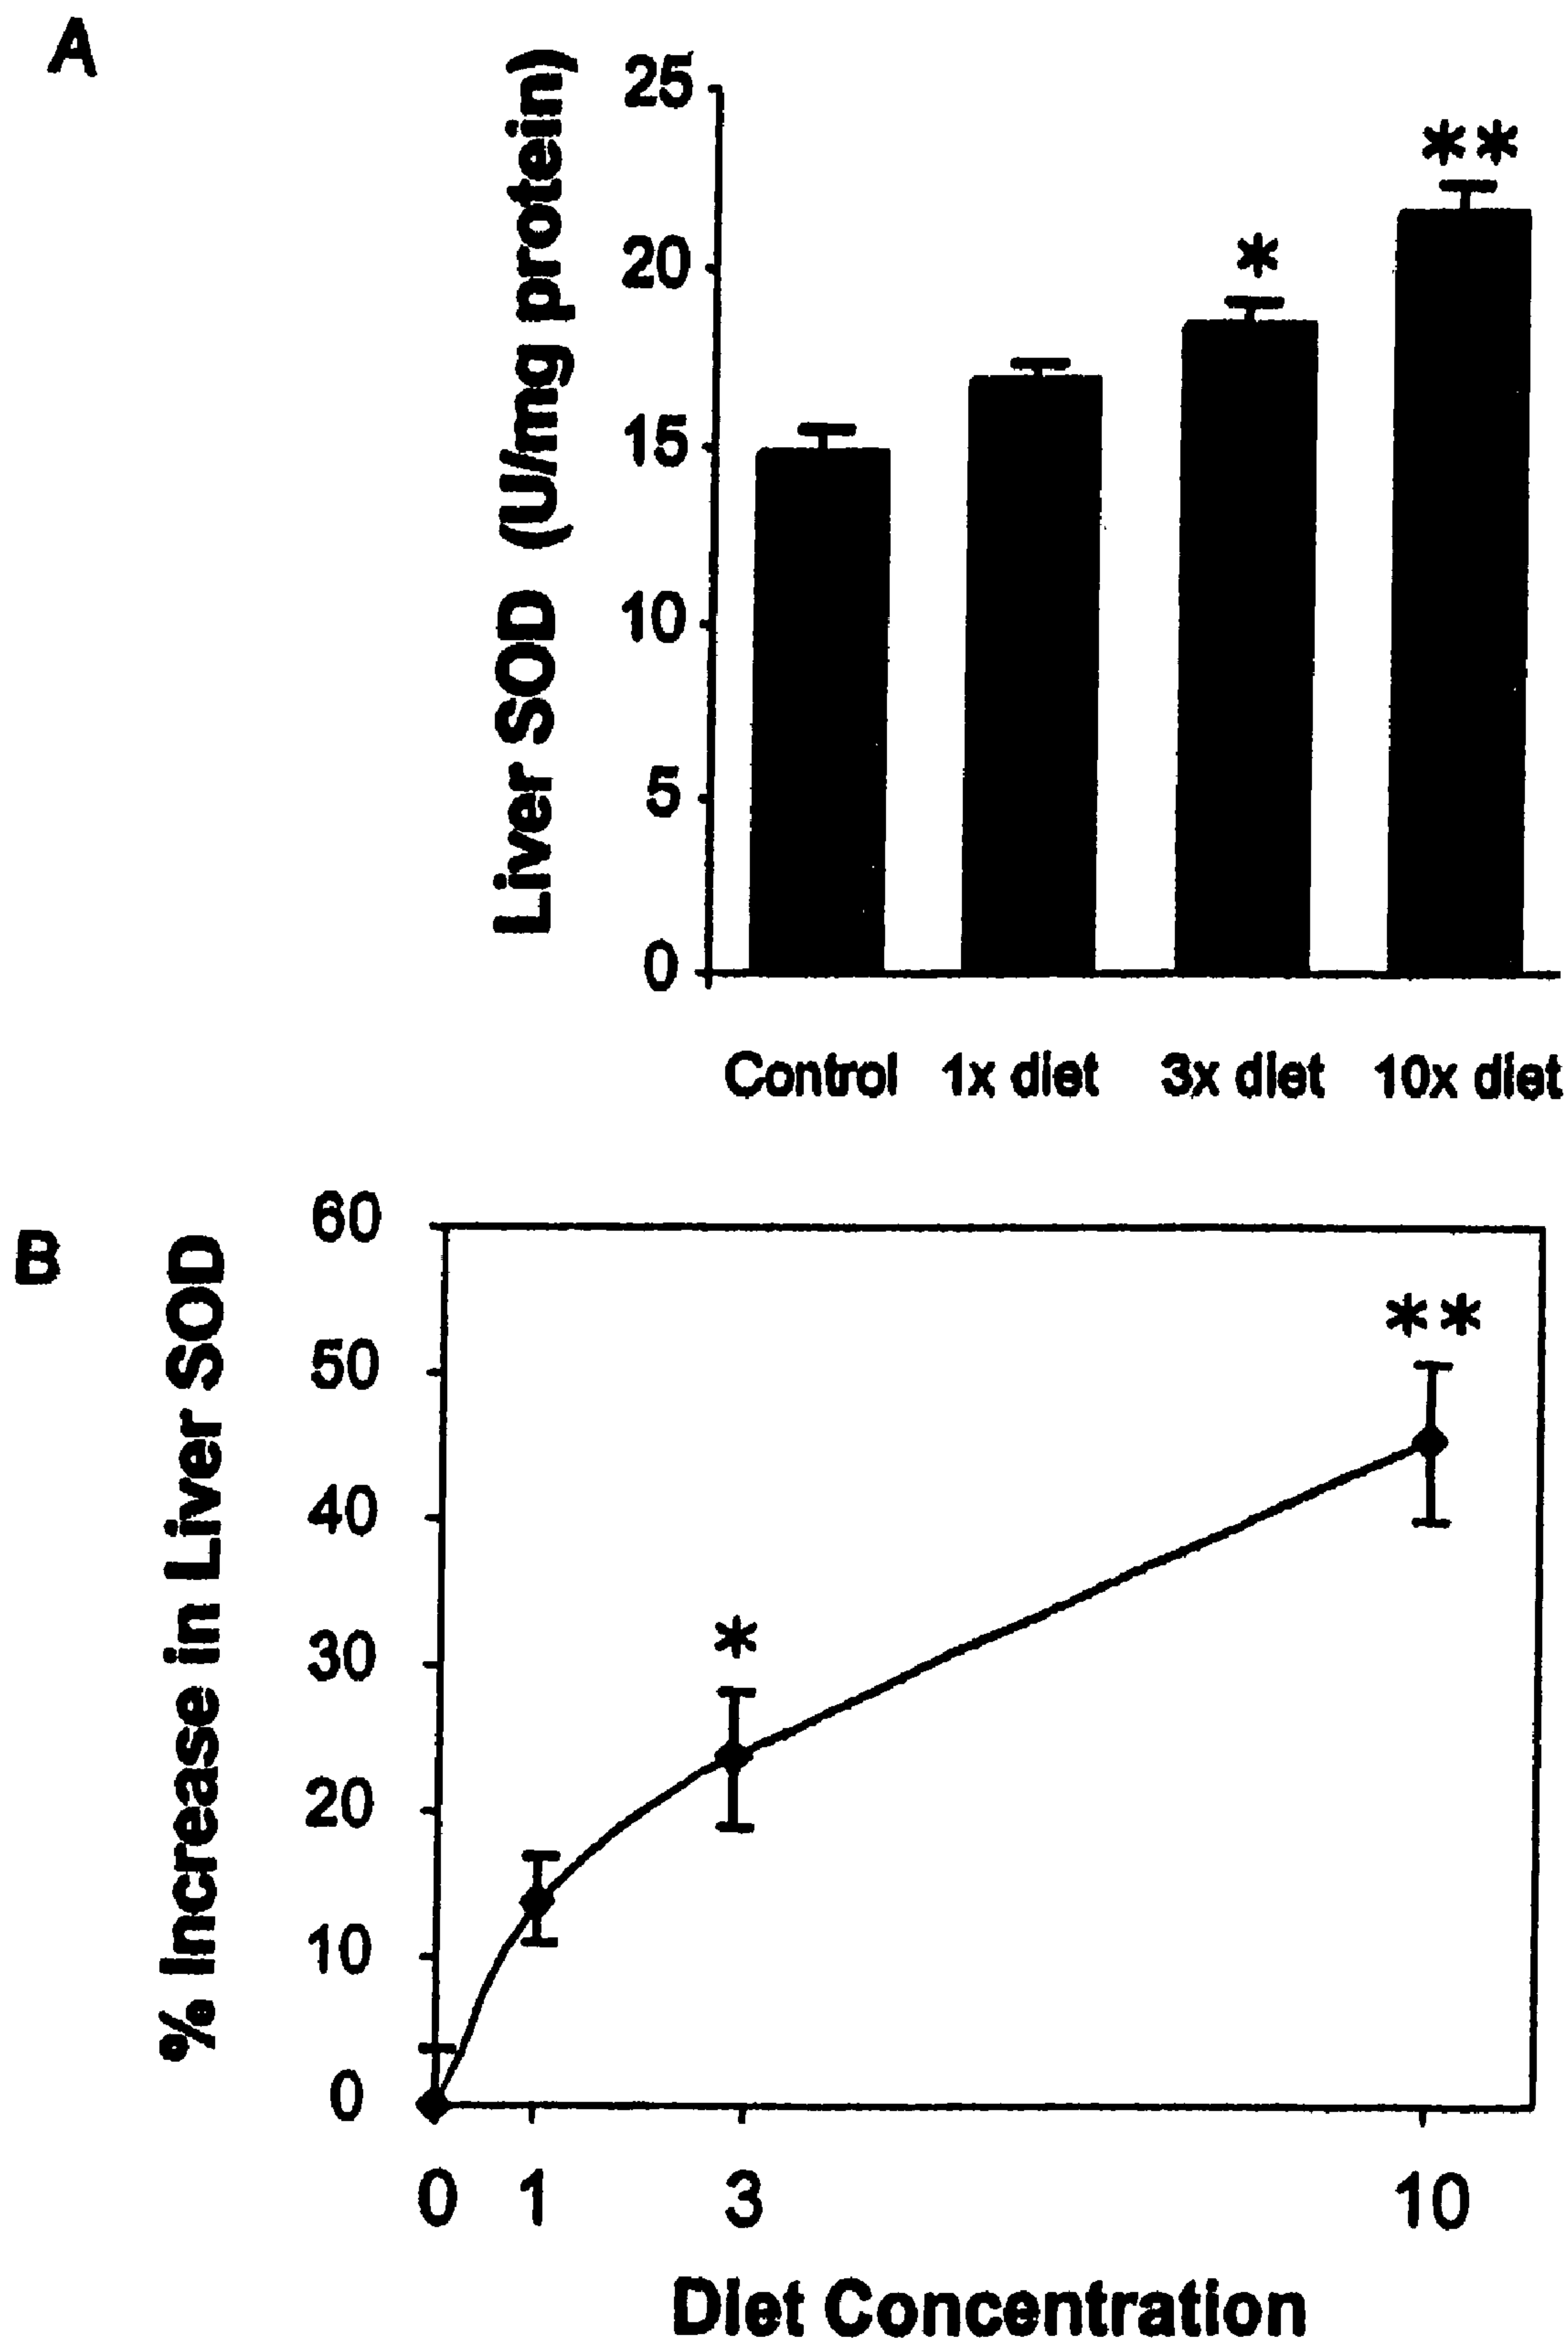 A
Liver SOD (U/mg protein)
25
20
15
10
5
0
*
**
Control 1x diet 3x diet 10x diet
B
% Increase in Liver SOD
60
50
40
30
20
10
0
*
**
0 1 3 10
Diet Concentration